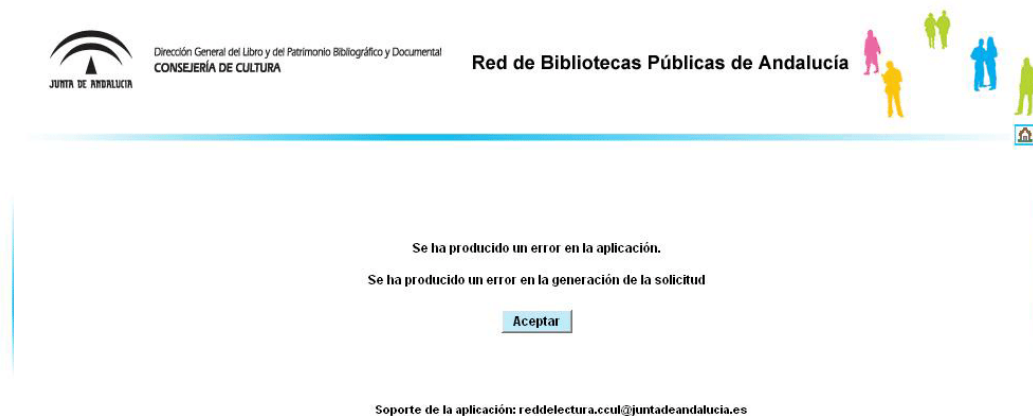 JUNTA DE ANDALUCIA
Dirección General del Libro y del Patrimonio Bibliográfico y Documental
CONSEJERÍA DE CULTURA
Red de Bibliotecas Públicas de Andalucía
Se ha producido un error en la aplicación.
Se ha producido un error en la generación de la solicitud
Aceptar
Soporte de la aplicación: reddelectura.ccul@juntadeandalucia.es